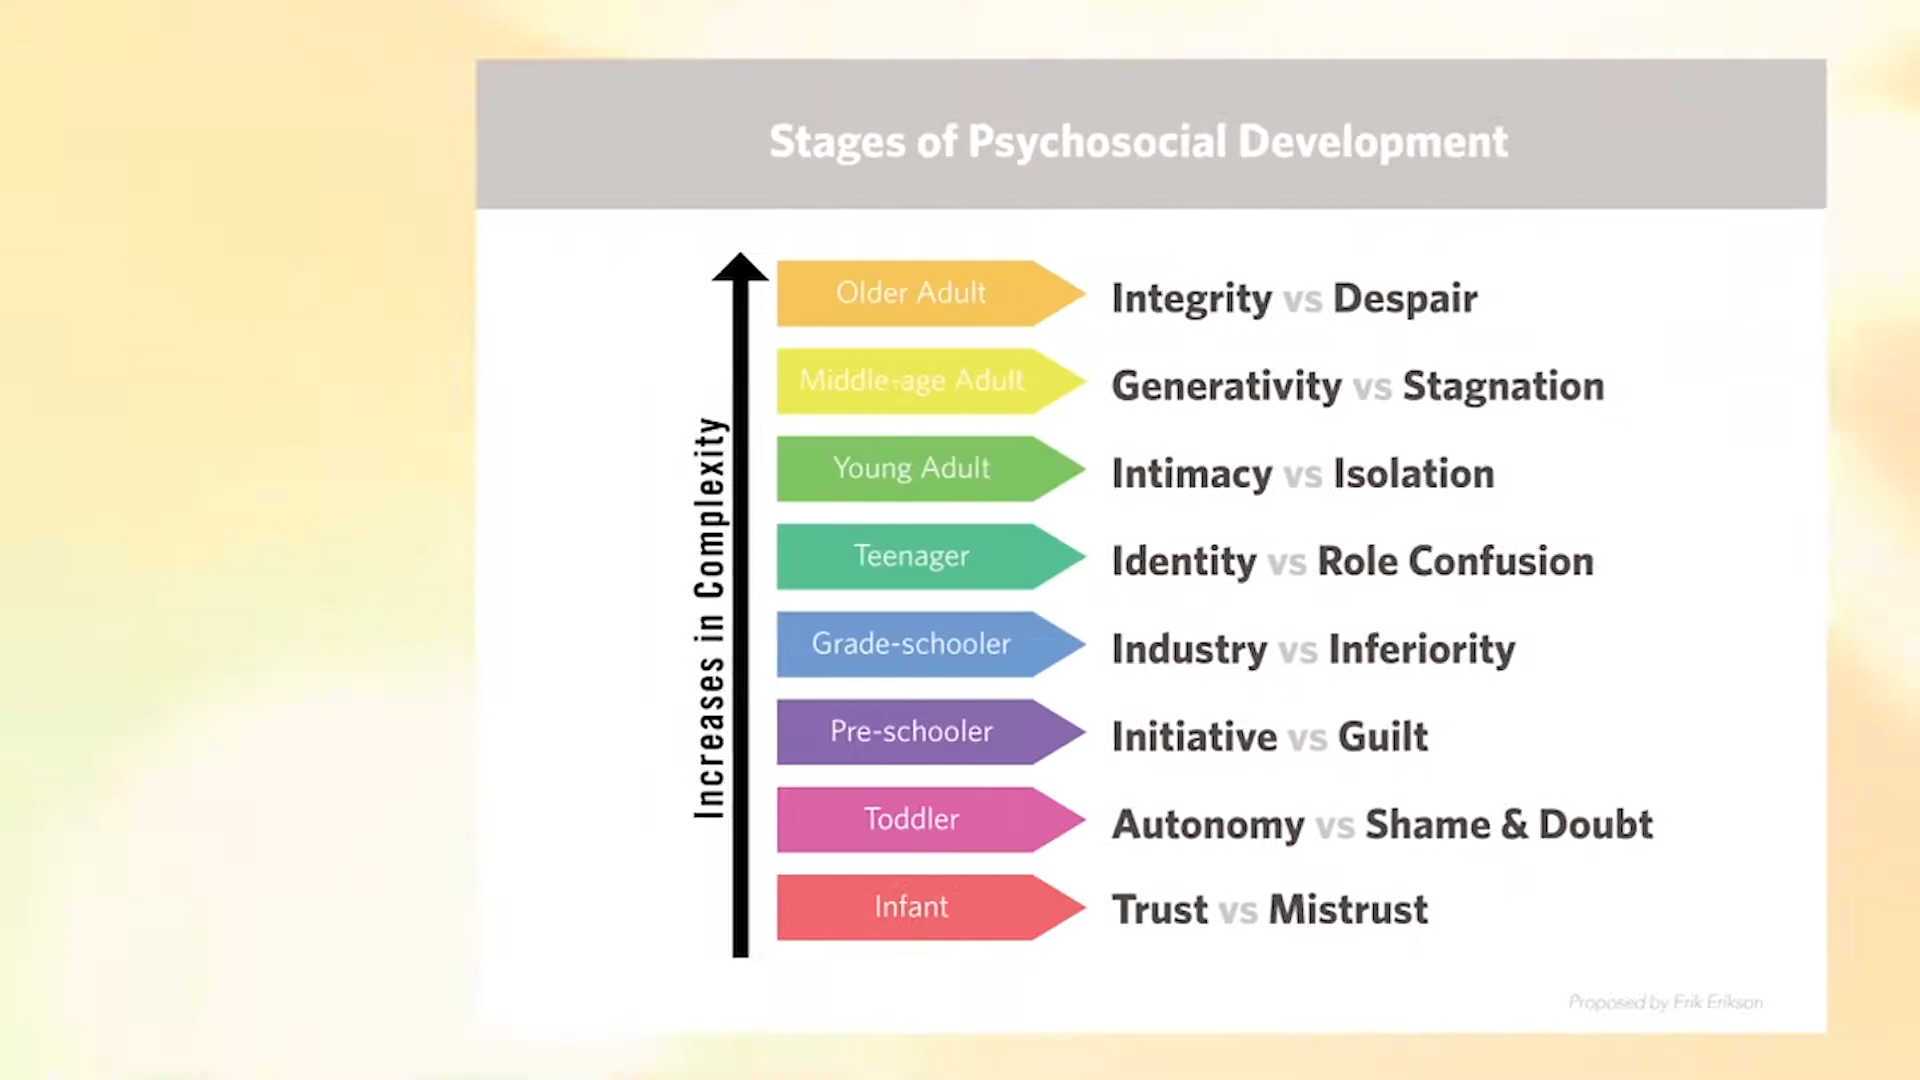 Stages of Psychosocial Development
Increases in Complexity
Older Adult Integrity vs Despair
Middle-age Adult Generativity vs Stagnation
Young Adult Intimacy vs Isolation
Teenager Identity vs Role Confusion
Grade-schooler Industry vs Inferiority
Pre-schooler Initiative vs Guilt
Toddler Autonomy vs Shame & Doubt
Infant Trust vs Mistrust
Proposed by Erik Erikson